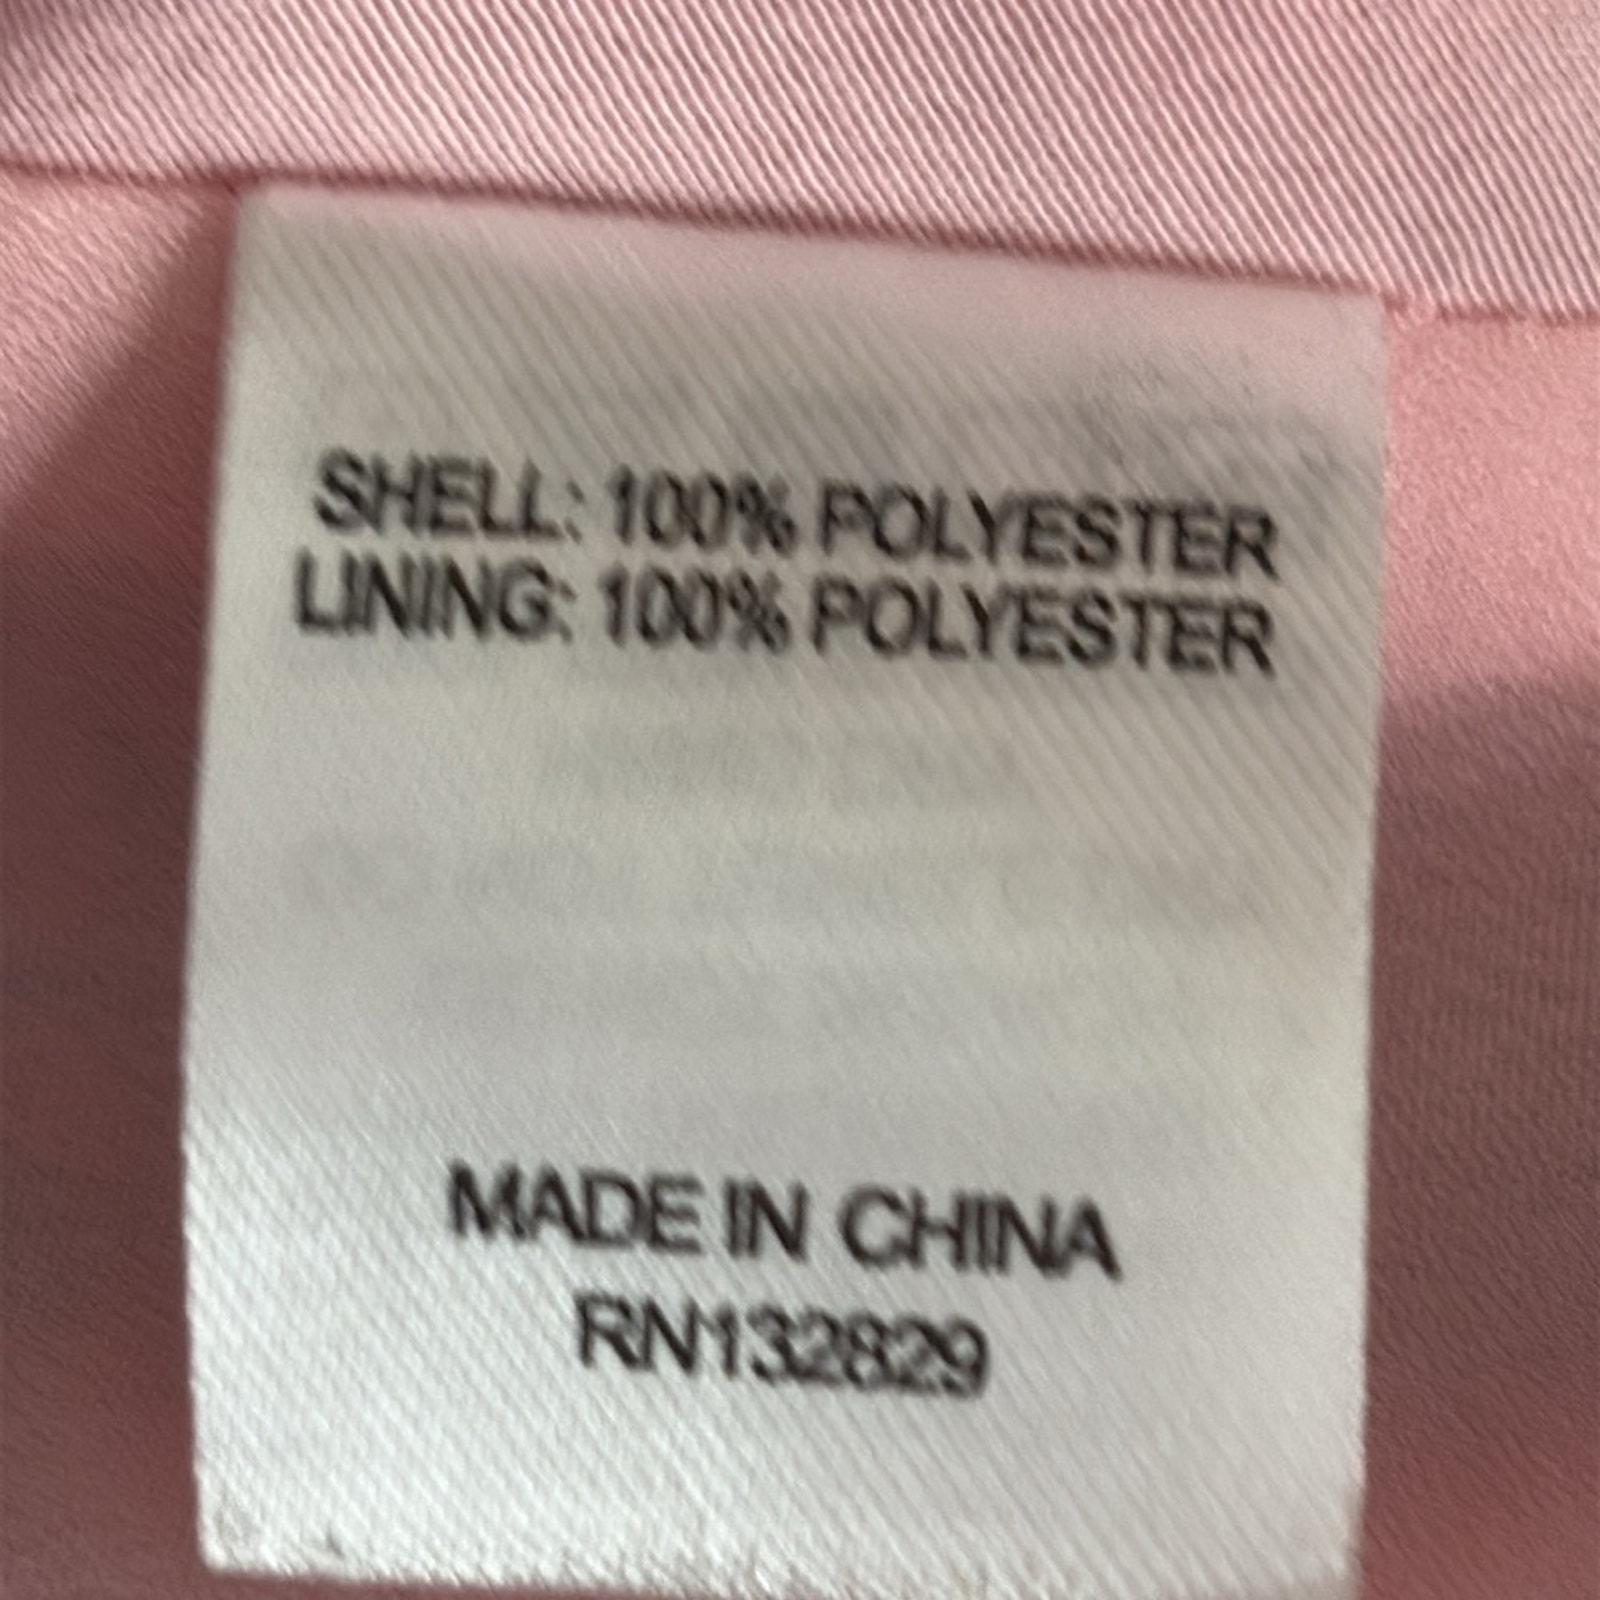 SHELL: 100% POLYESTER
LINING: 100% POLYESTER
MADE IN CHINA
RN132829